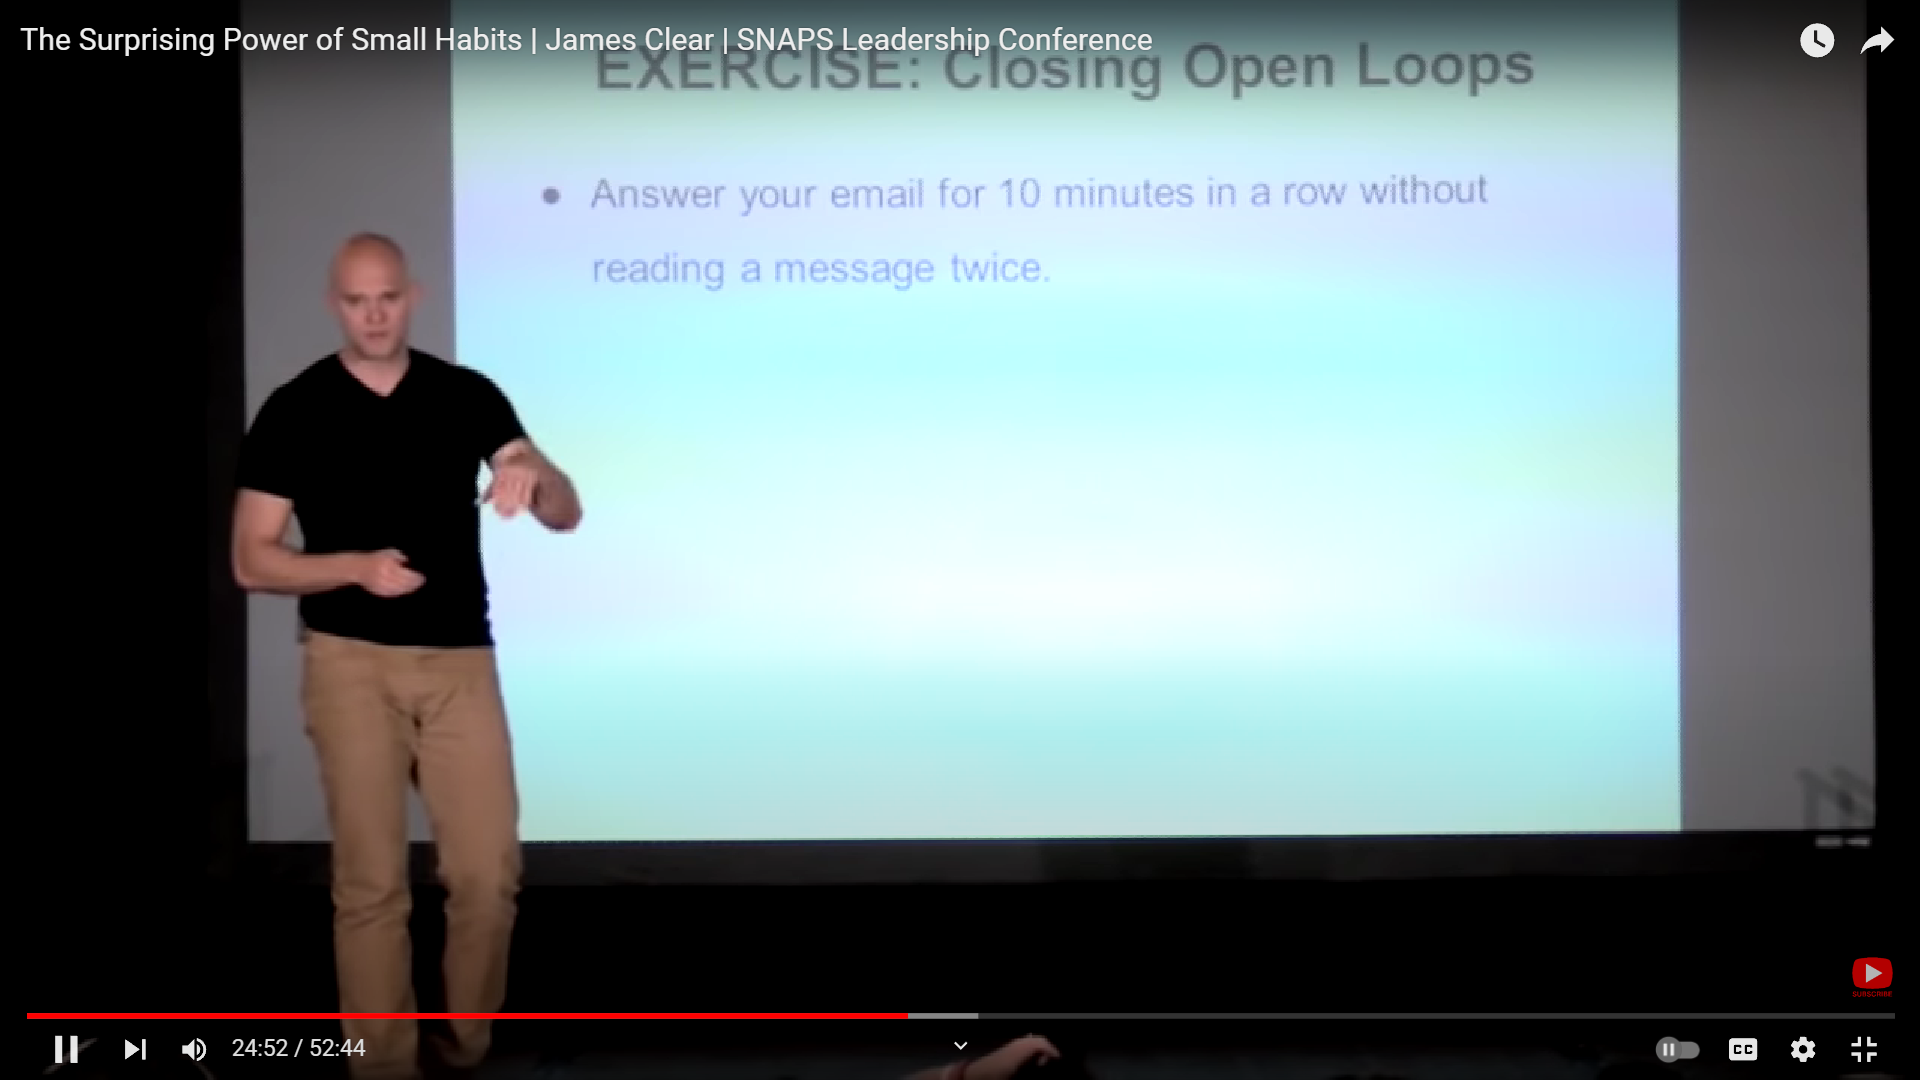 The Surprising Power of Small Habits | James Clear | SNAPS Leadership Conference
EXERCISE: Closing Open Loops
● Answer your email for 10 minutes in a row without
reading a message twice.
SUBSCRIBE
24:52 / 52:44
CC